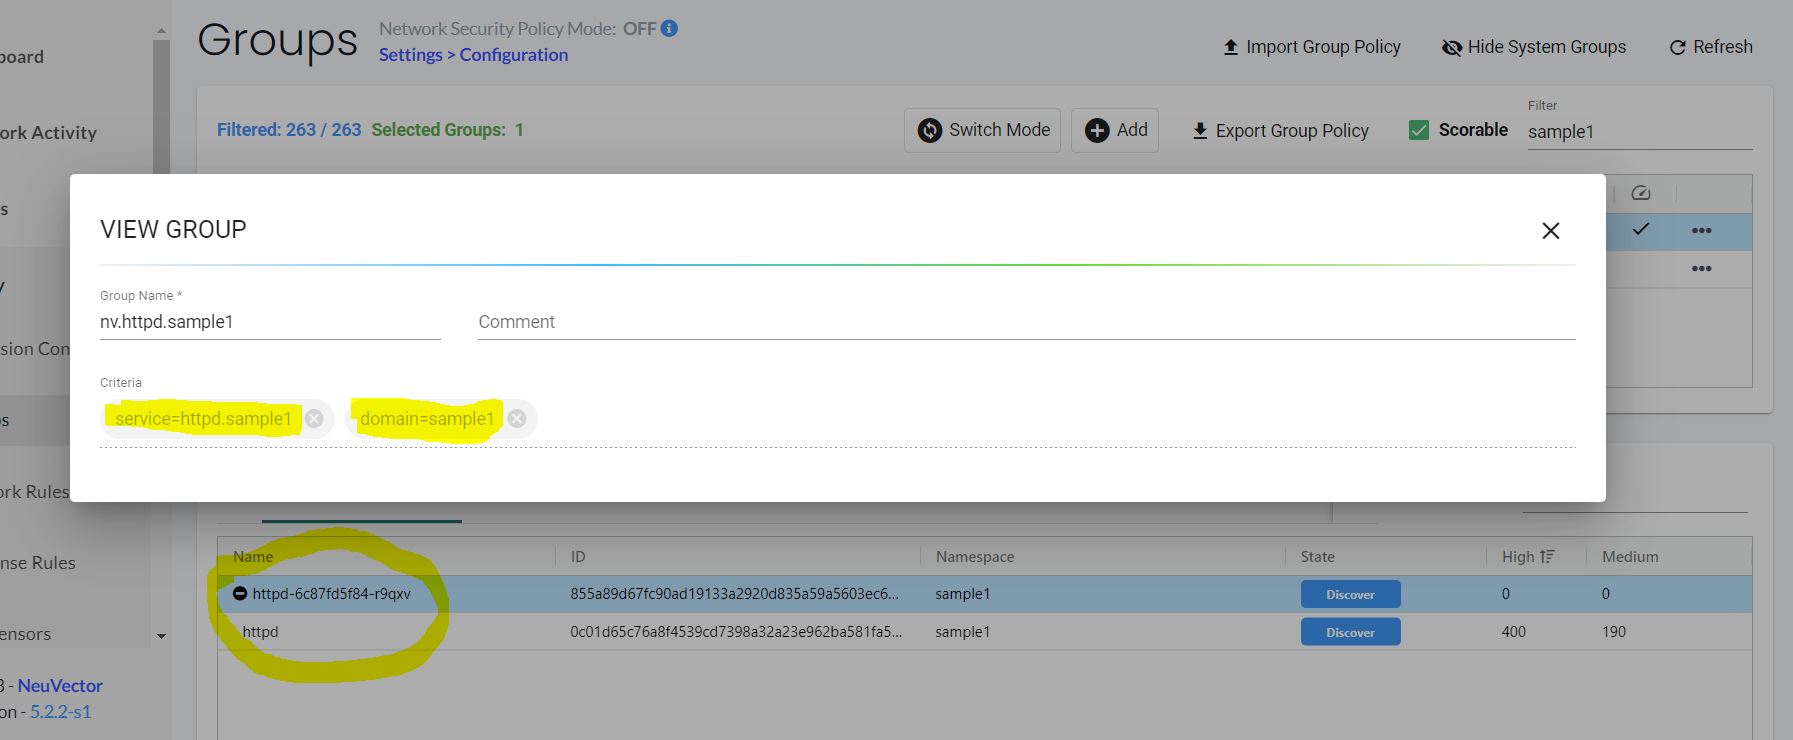 Groups
Network Security Policy Mode: OFF
Settings > Configuration
Import Group Policy
Hide System Groups
Refresh
board
ork Activity
s
y
sion Con
os
ork Rules
nse Rules
ensors
3 - NeuVector
on - 5.2.2-s1
Filtered: 263 / 263 Selected Groups: 1
Switch Mode
Add
Export Group Policy
Scorable
Filter
sample1
VIEW GROUP
Group Name *
nv.httpd.sample1
Comment
Criteria
service=httpd.sample1
domain=sample1
Name ID Namespace State High Medium
httpd-6c87fd5f84-r9qxv 855a89d67fc90ad19133a2920d835a59a5603ec6... sample1 Discover 0 0
httpd 0c01d65c76a8f4539cd7398a32a23e962ba581fa5... sample1 Discover 400 190